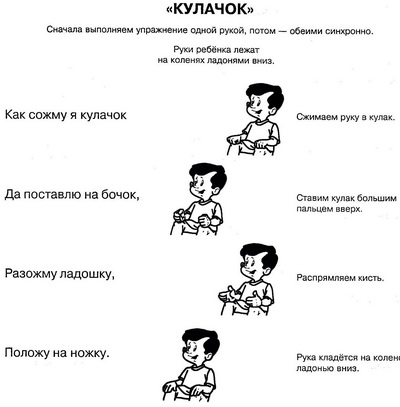 «КУЛАЧОК»
Сначала выполняем упражнение одной рукой, потом — обеими синхронно.
Руки ребёнка лежат
на коленях ладонями вниз.
Как сожму я кулачок
Сжимаем руку в кулак.
Да поставлю на бочок,
Ставим кулак большим
пальцем вверх.
Разожму ладошку,
Распрямляем кисть.
Положу на ножку.
Рука кладётся на колено
ладонью вниз.